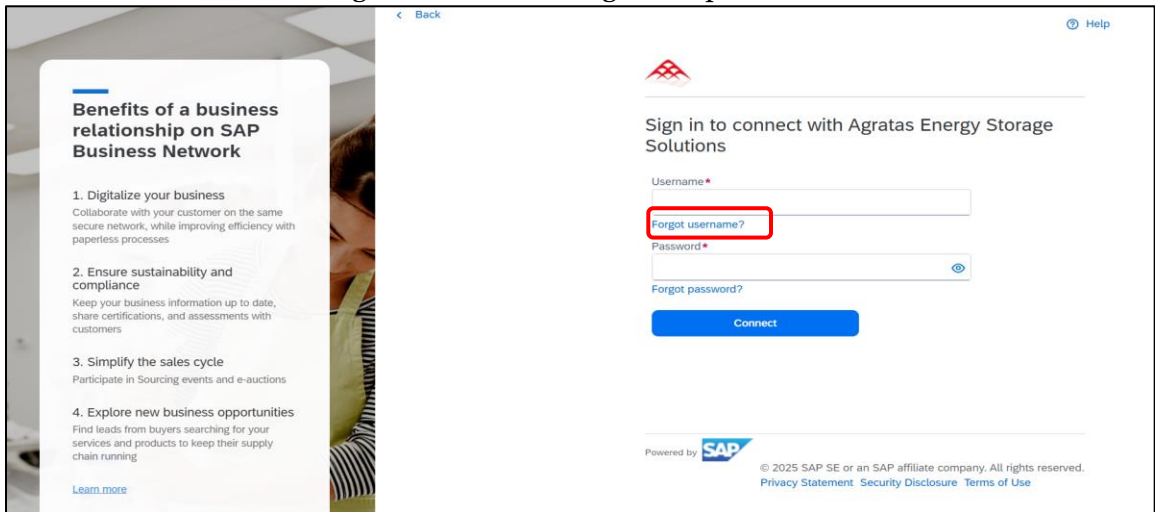 Back
Help
Benefits of a business
relationship on SAP
Business Network
1. Digitalize your business
Collaborate with your customer on the same
secure network, while improving efficiency with
paperless processes
2. Ensure sustainability and
compliance
Keep your business information up to date,
share certifications, and assessments with
customers
3. Simplify the sales cycle
Participate in Sourcing events and e-auctions
4. Explore new business opportunities
Find leads from buyers searching for your
services and products to keep their supply
chain running
Learn more
Sign in to connect with Agratas Energy Storage
Solutions
Username*
Forgot username?
Password*
Forgot password?
Connect
Powered by SAP
© 2025 SAP SE or an SAP affiliate company. All rights reserved.
Privacy Statement Security Disclosure Terms of Use